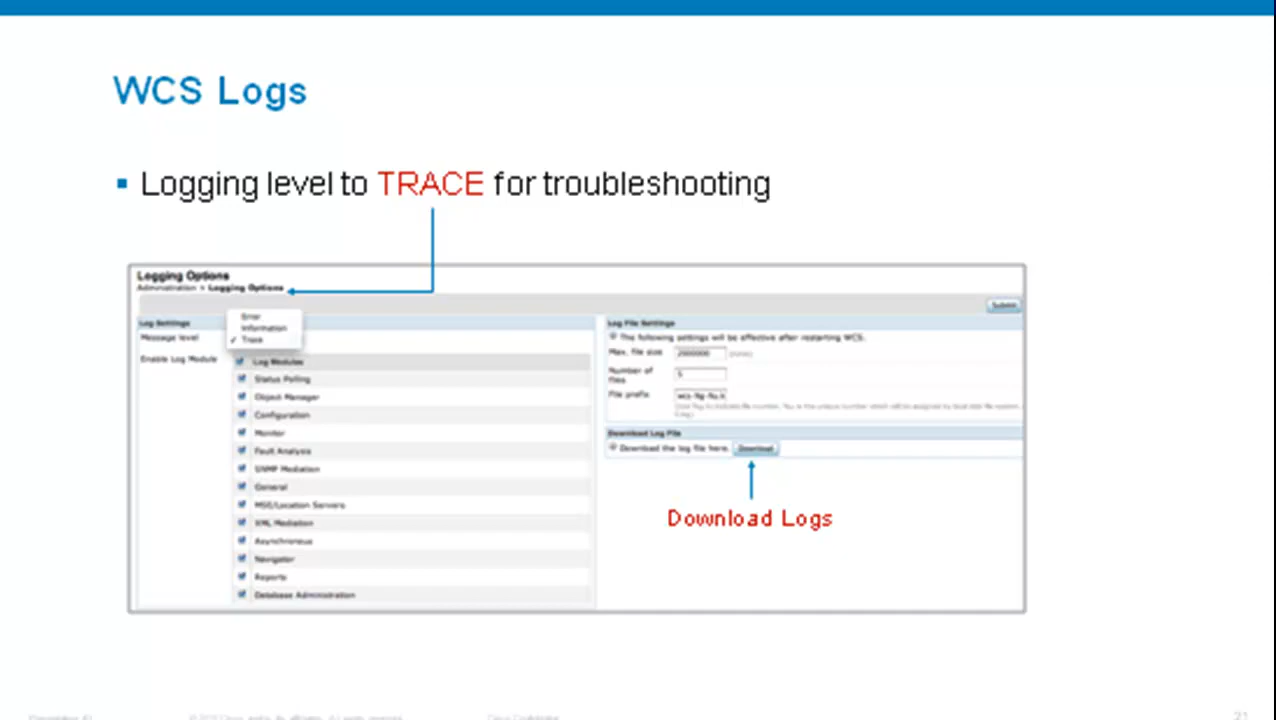 WCS Logs
Logging level to TRACE for troubleshooting
Logging Options
Administration > Logging Options
Submit
Log Settings
Message level
Error
Information
✓ Trace
Enable Log Module
Log Modules
Status Polling
Object Manager
Configuration
Monitor
Fault Analysis
SNMP Mediation
General
MSE/Location Servers
XML Mediation
Asynchronous
Navigator
Reports
Database Administration
Log File Settings
The following settings will be effective after restarting WCS.
Max. file size
2000000
Number of
files
5
File prefix
Download Log File
Download the log file here. Download
Download Logs
21